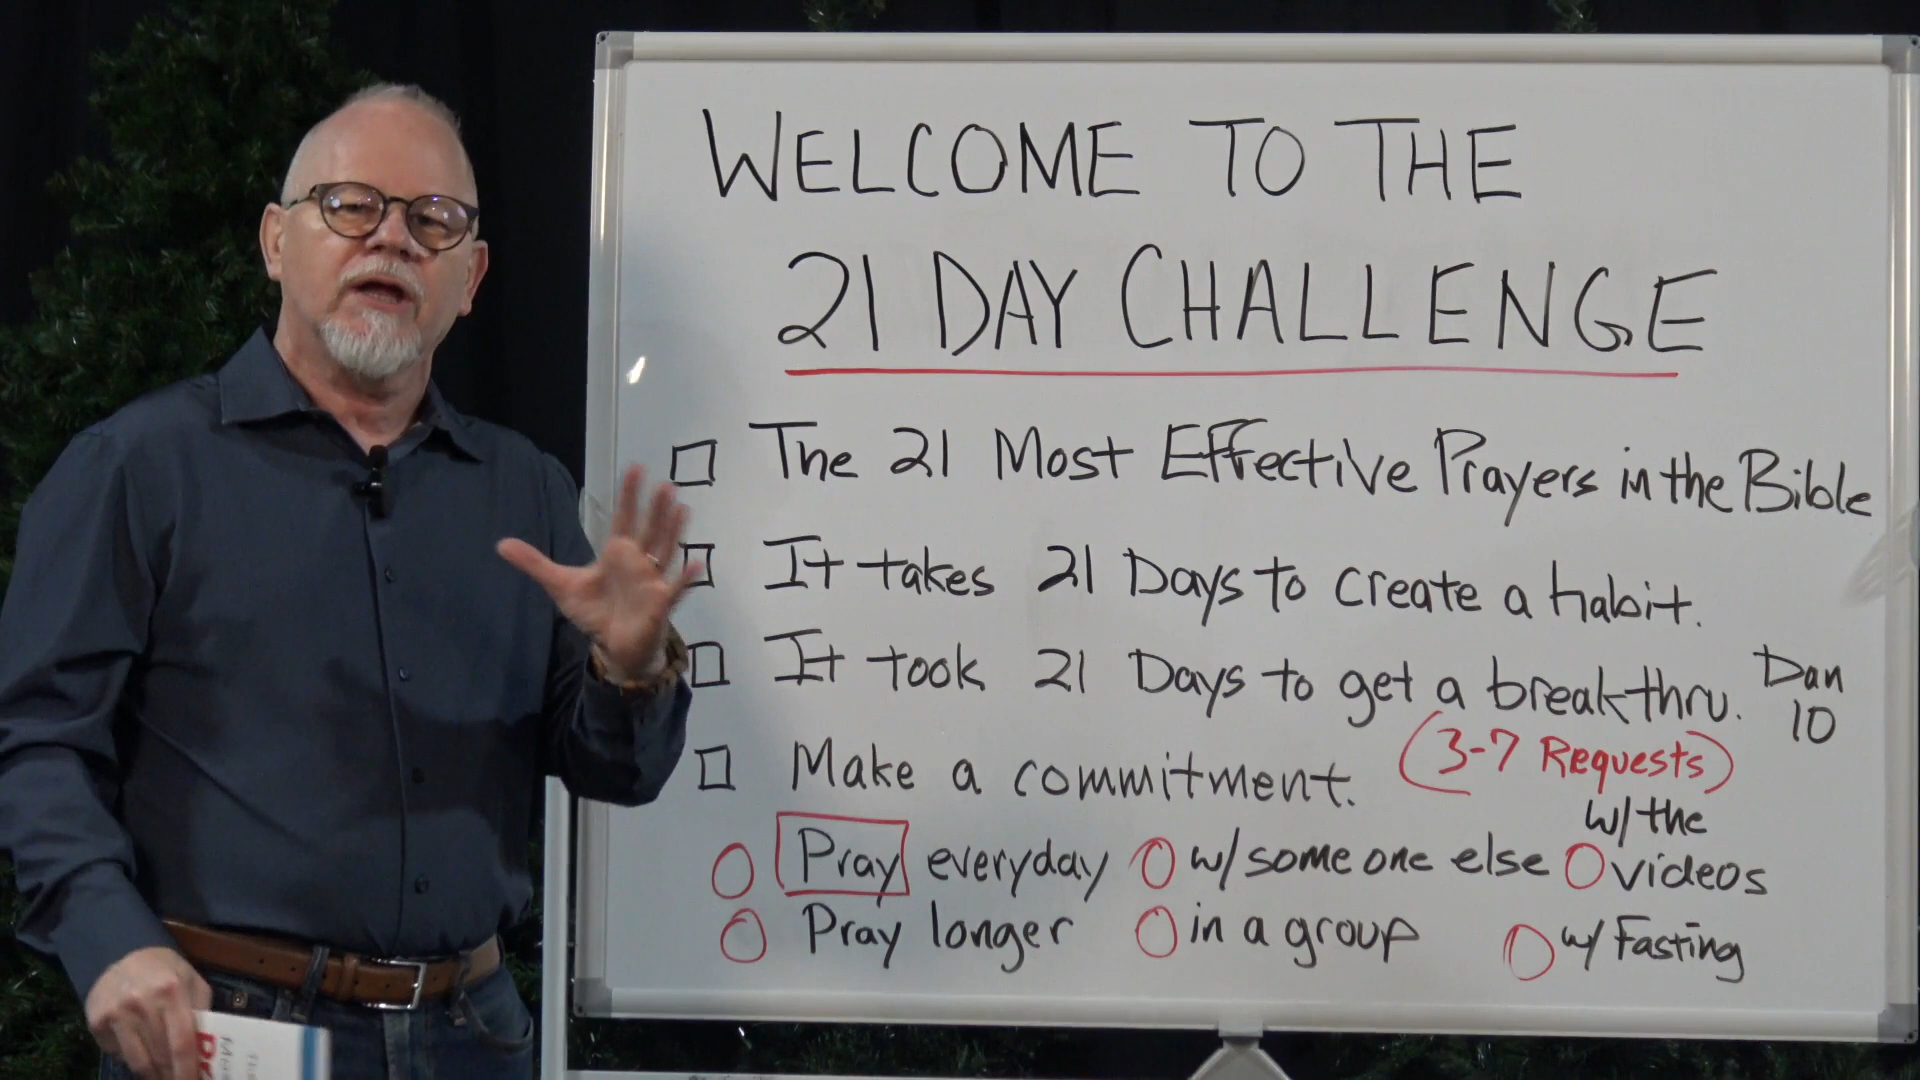 WELCOME TO THE
21 DAY CHALLENGE
The 21 Most Effective Prayers in the Bible
It takes 21 Days to create a habit.
It took 21 Days to get a breakthru. Dan 10
Make a commitment. (3-7 Requests)
Pray everyday
w/ someone else
w/ the videos
Pray longer
in a group
w/ Fasting